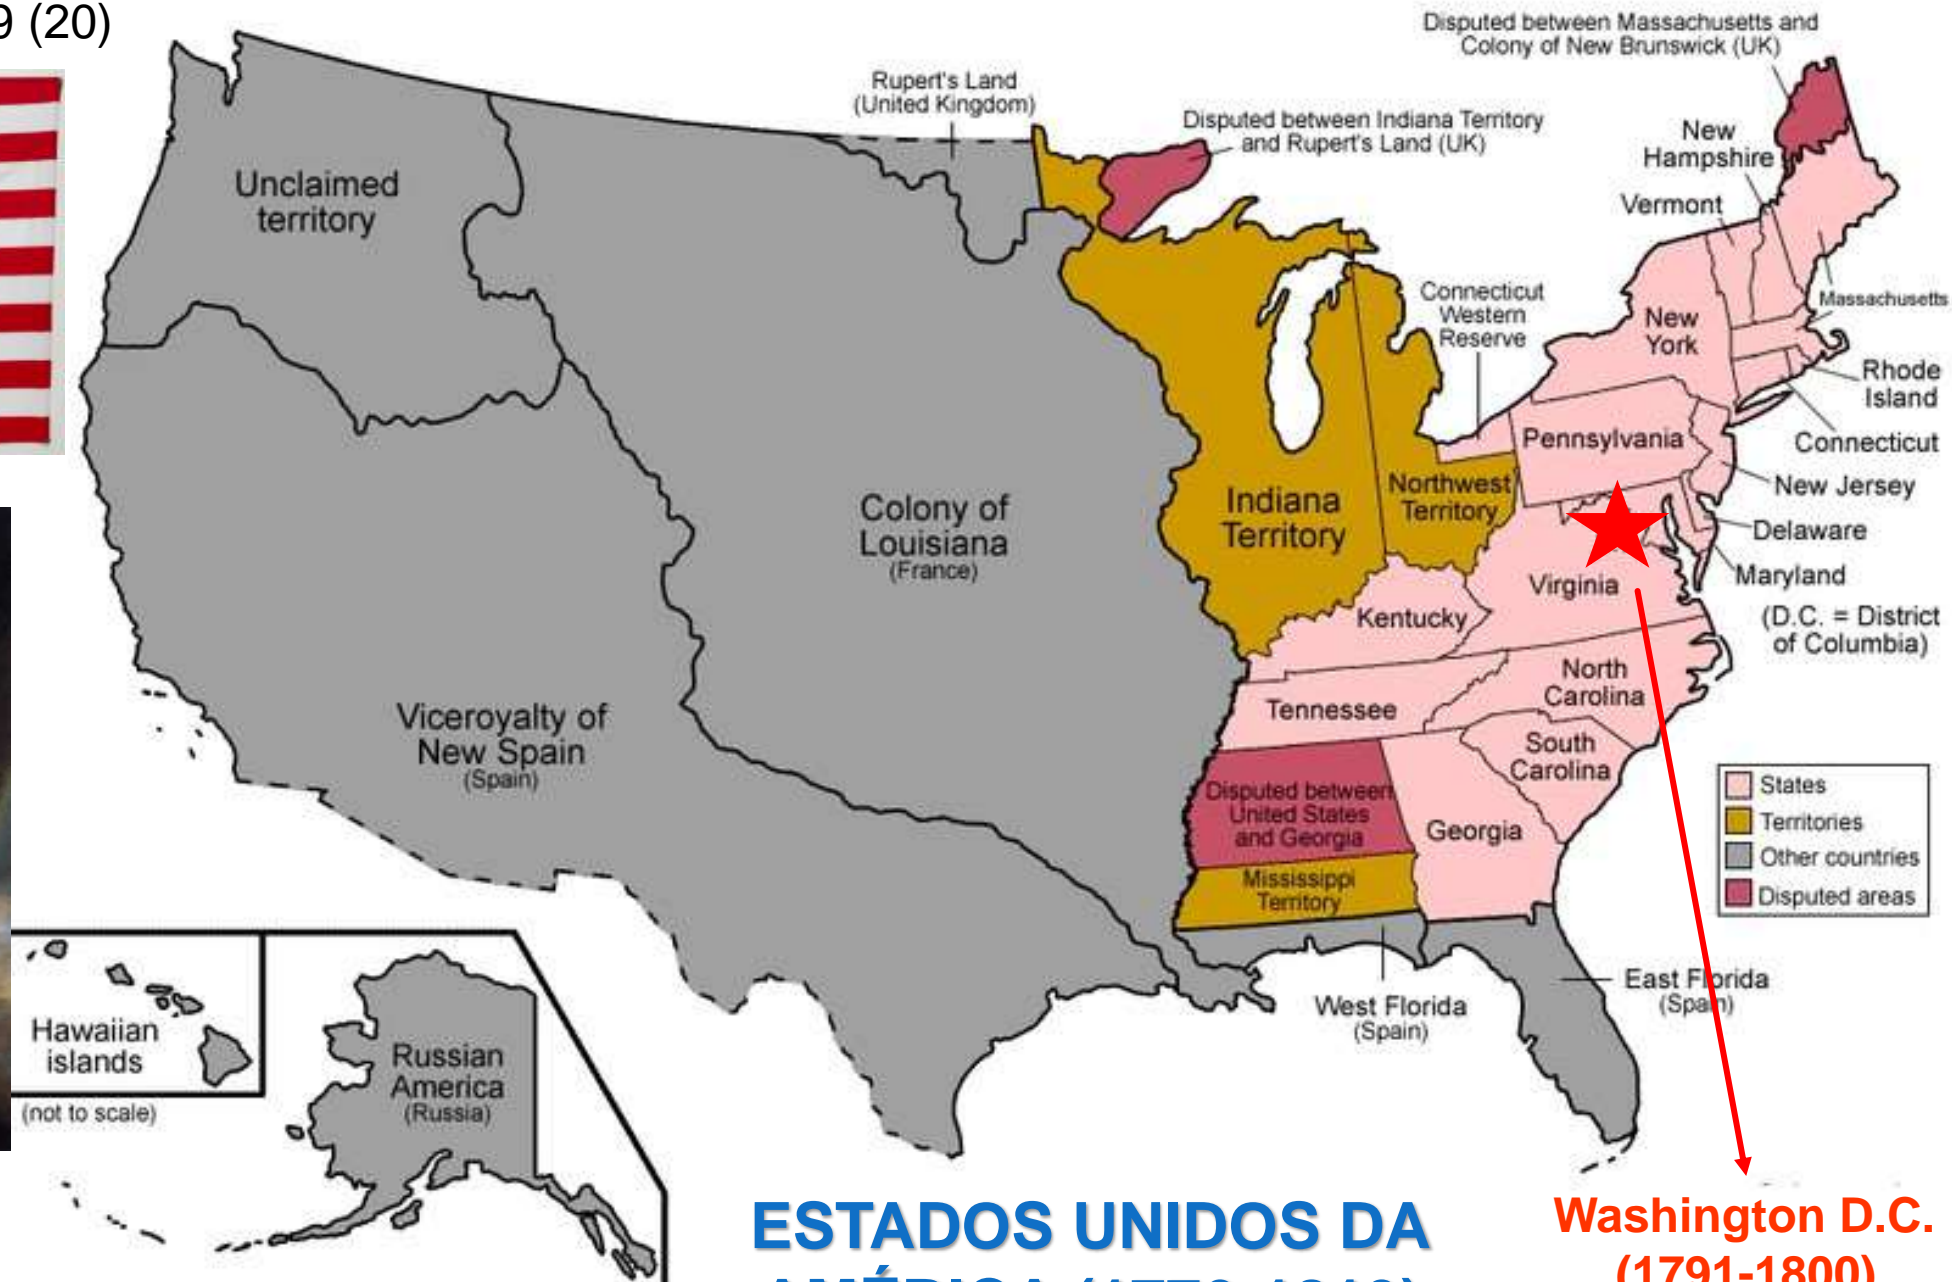 9 (20)
Disputed between Massachusetts and
Colony of New Brunswick (UK)
Rupert's Land
(United Kingdom)
Disputed between Indiana Territory
and Rupert's Land (UK)
New
Hampshire
Vermont
Unclaimed
territory
Connecticut
Western
Reserve
Massachusetts
New
York
Rhode
Island
Pennsylvania
Connecticut
New Jersey
Colony of
Louisiana
(France)
Indiana
Territory
Northwest
Territory
Delaware
Maryland
(D.C. = District
of Columbia)
Virginia
Kentucky
North
Carolina
Tennessee
Viceroyalty of
New Spain
(Spain)
South
Carolina
Disputed between
United States
and Georgia
Georgia
States
Territories
Other countries
Disputed areas
Mississippi
Territory
East Florida
(Spain)
West Florida
(Spain)
Hawaiian
islands
(not to scale)
Russian
America
(Russia)
ESTADOS UNIDOS DA
Washington D.C.
(1791-1800)